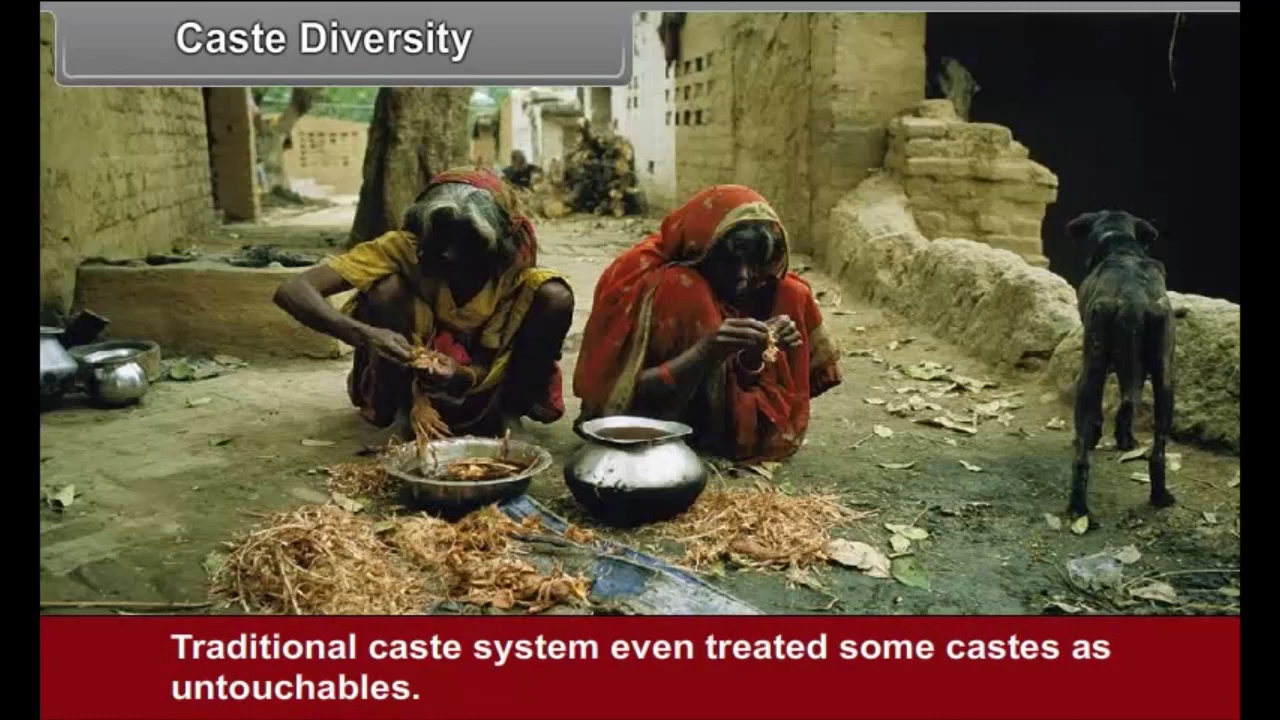 Caste Diversity
Traditional caste system even treated some castes as
untouchables.